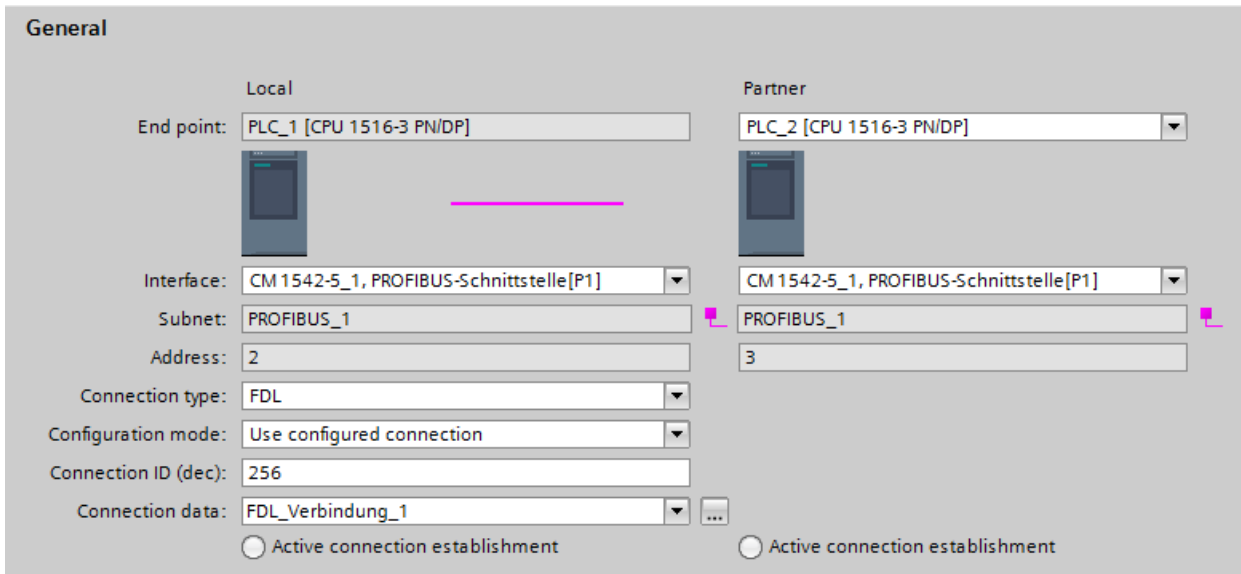 General
Local Partner
End point: PLC_1 [CPU 1516-3 PN/DP] PLC_2 [CPU 1516-3 PN/DP]
Interface: CM 1542-5_1, PROFIBUS-Schnittstelle[P1] CM 1542-5_1, PROFIBUS-Schnittstelle[P1]
Subnet: PROFIBUS_1 PROFIBUS_1
Address: 2 3
Connection type: FDL
Configuration mode: Use configured connection
Connection ID (dec): 256
Connection data: FDL_Verbindung_1 ...
Active connection establishment Active connection establishment